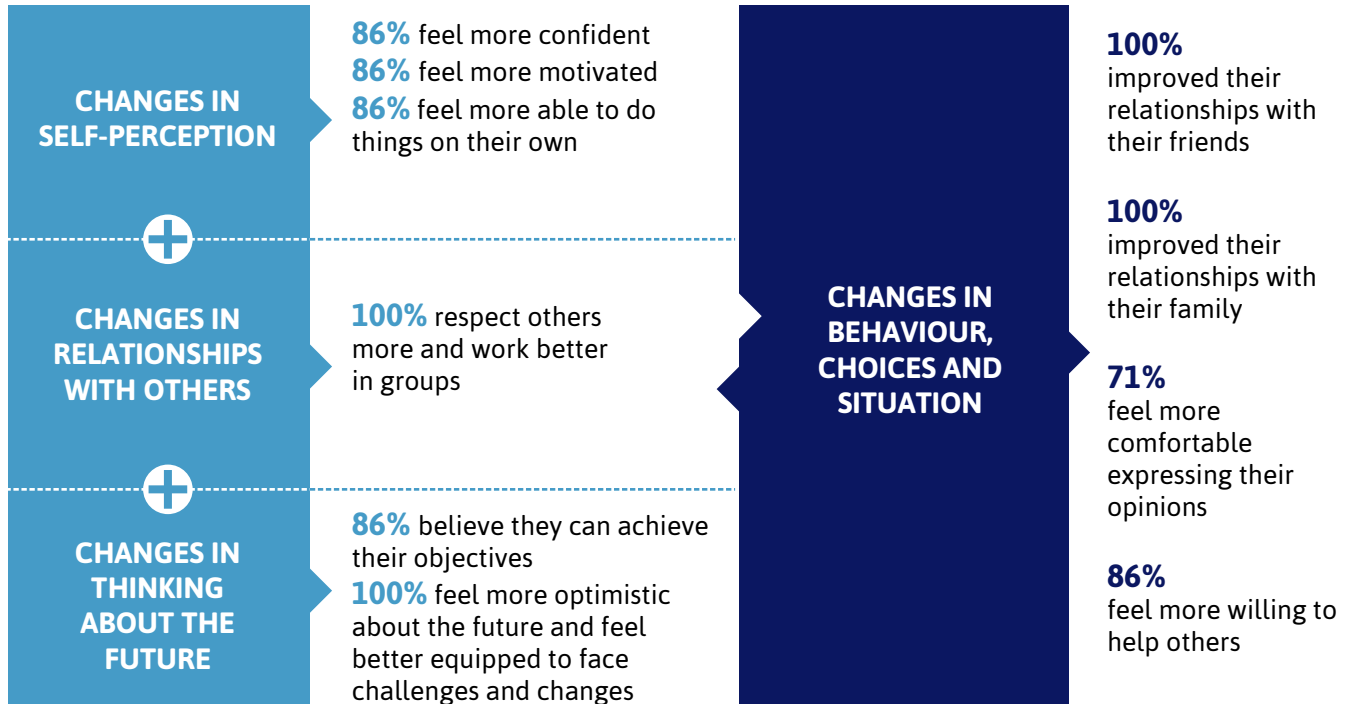 CHANGES IN
SELF-PERCEPTION
86% feel more confident
86% feel more motivated
86% feel more able to do
things on their own
CHANGES IN
RELATIONSHIPS
WITH OTHERS
100% respect others
more and work better
in groups
CHANGES IN
THINKING
ABOUT THE
FUTURE
86% believe they can achieve
their objectives
100% feel more optimistic
about the future and feel
better equipped to face
challenges and changes
CHANGES IN
BEHAVIOUR,
CHOICES AND
SITUATION
100%
improved their
relationships with
their friends
100%
improved their
relationships with
their family
71%
feel more
comfortable
expressing their
opinions
86%
feel more willing to
help others